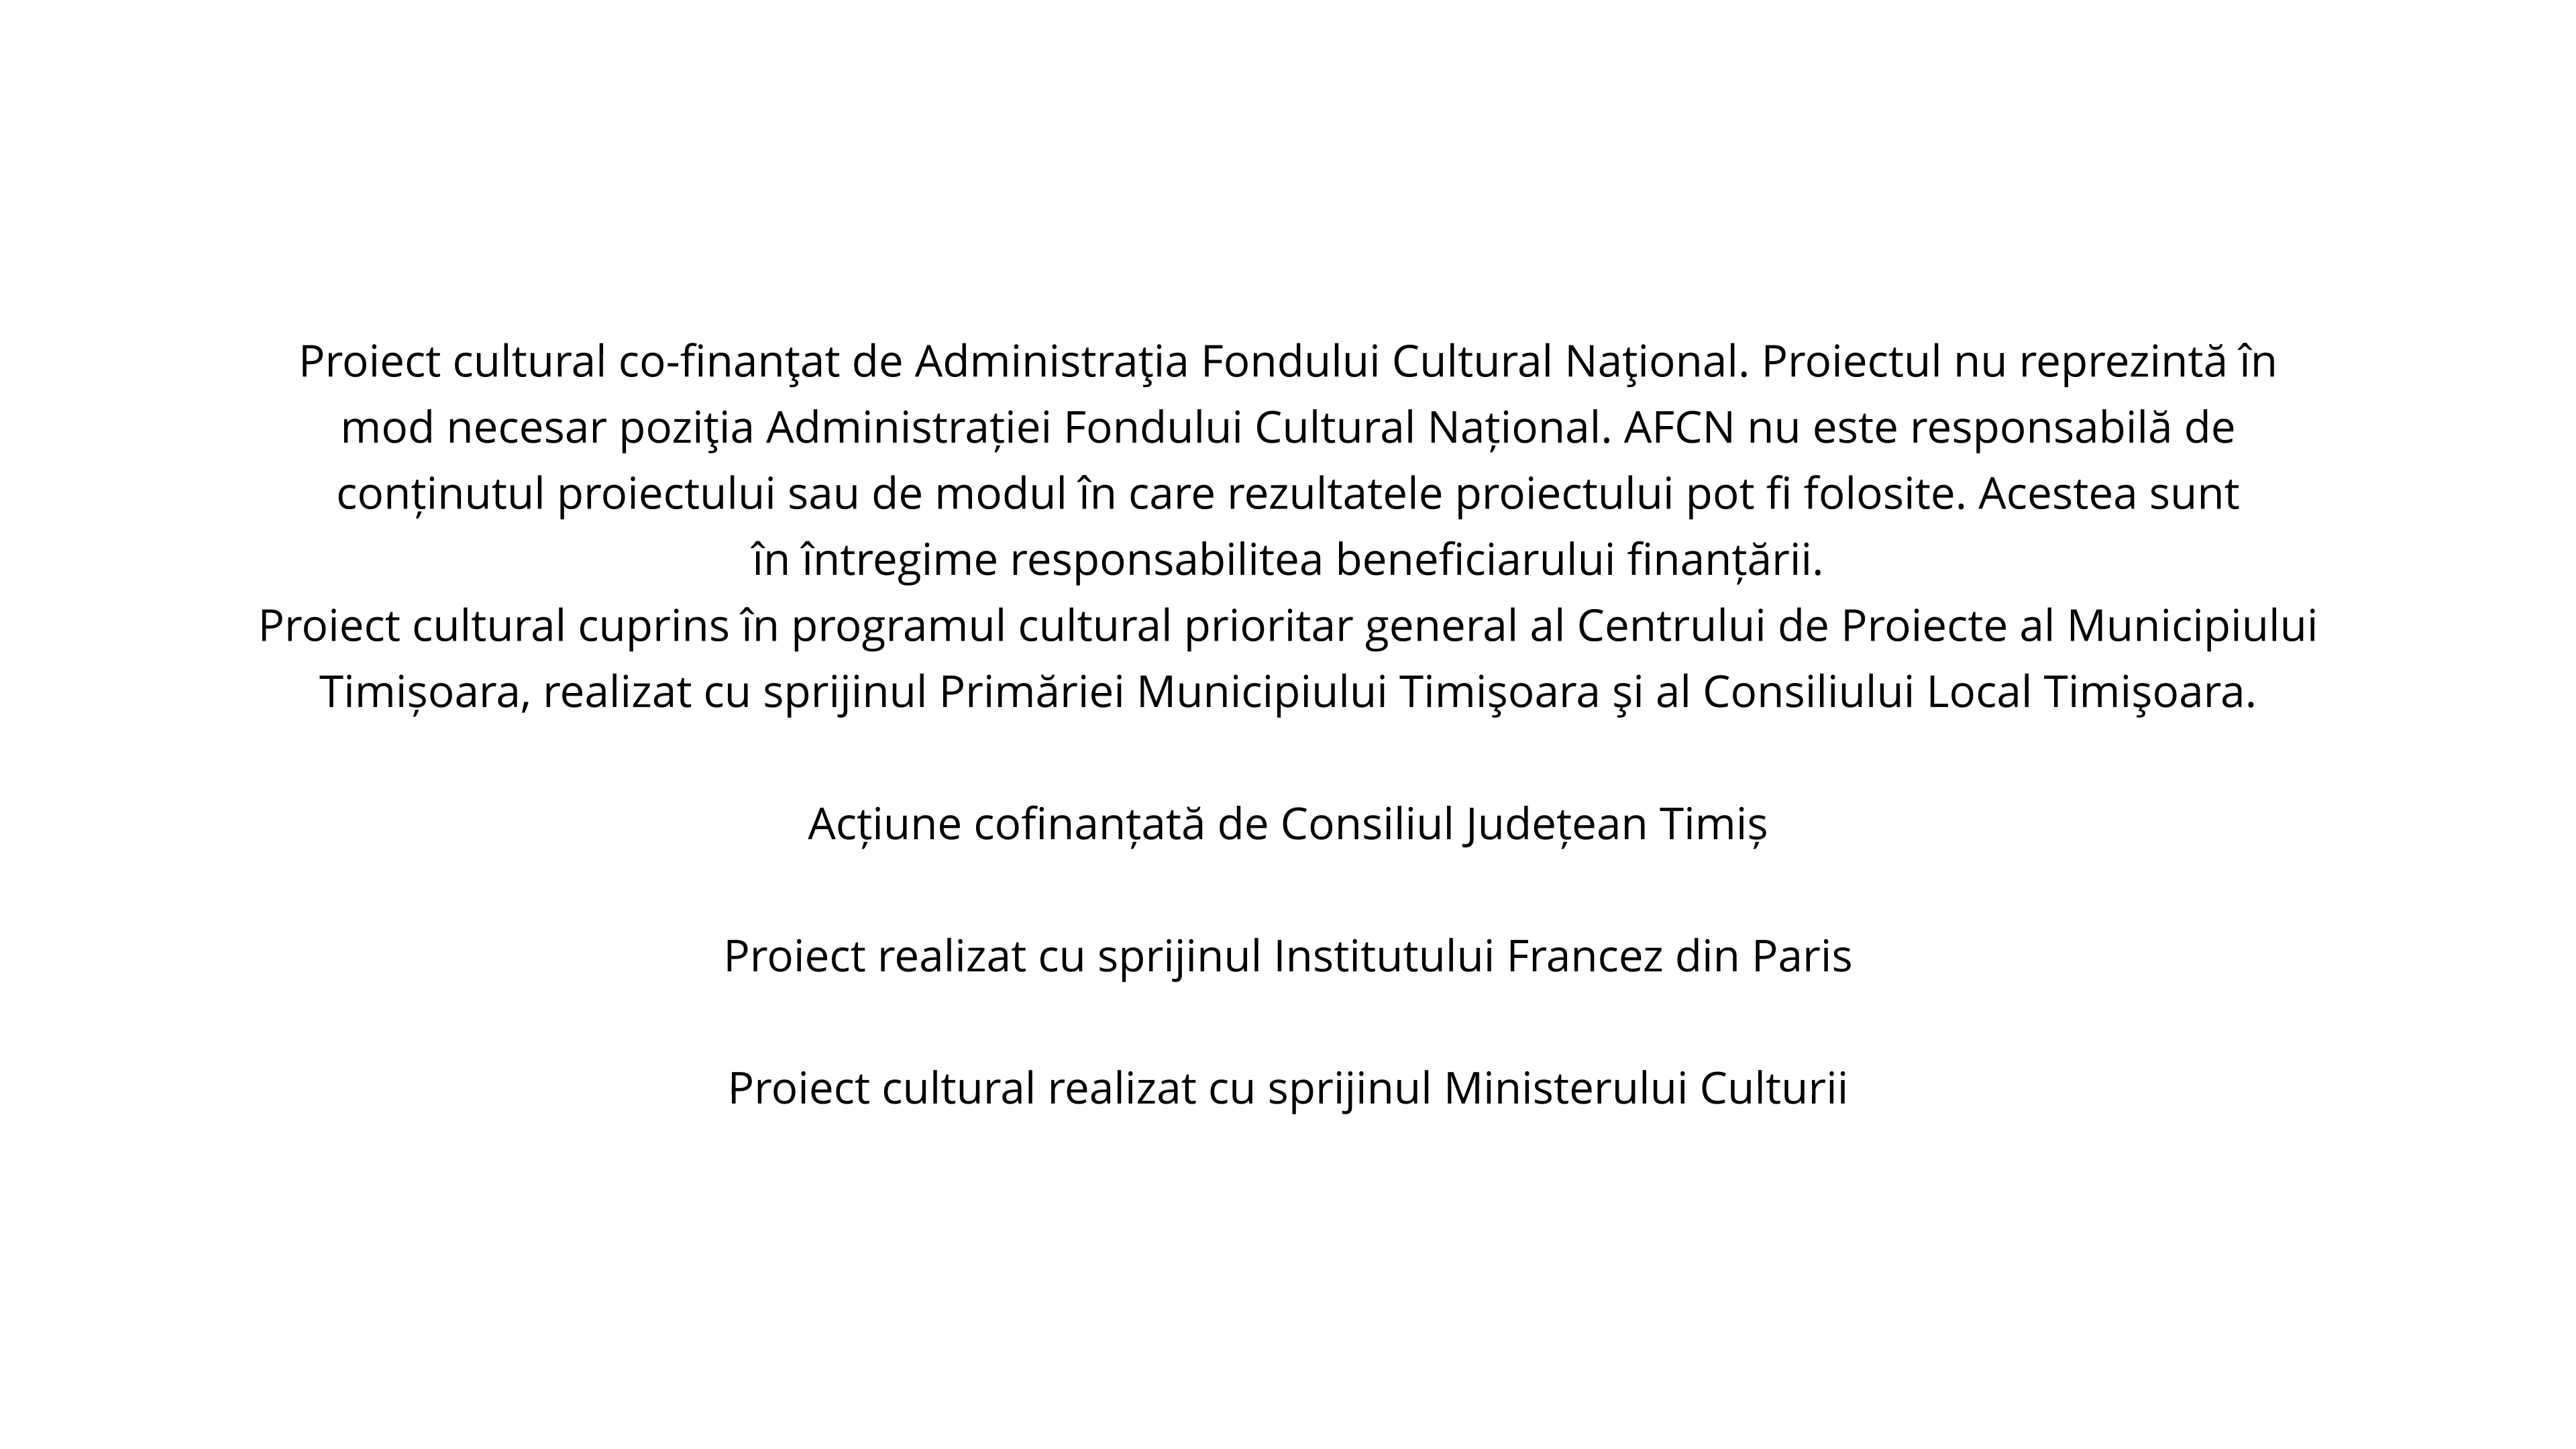 Proiect cultural co-finanţat de Administraţia Fondului Cultural Naţional. Proiectul nu reprezintă în
mod necesar poziţia Administrației Fondului Cultural Național. AFCN nu este responsabilă de
conținutul proiectului sau de modul în care rezultatele proiectului pot fi folosite. Acestea sunt
în întregime responsabilitea beneficiarului finanțării.
Proiect cultural cuprins în programul cultural prioritar general al Centrului de Proiecte al Municipiului
Timișoara, realizat cu sprijinul Primăriei Municipiului Timişoara şi al Consiliului Local Timişoara.
Acțiune cofinanțată de Consiliul Județean Timiș
Proiect realizat cu sprijinul Institutului Francez din Paris
Proiect cultural realizat cu sprijinul Ministerului Culturii